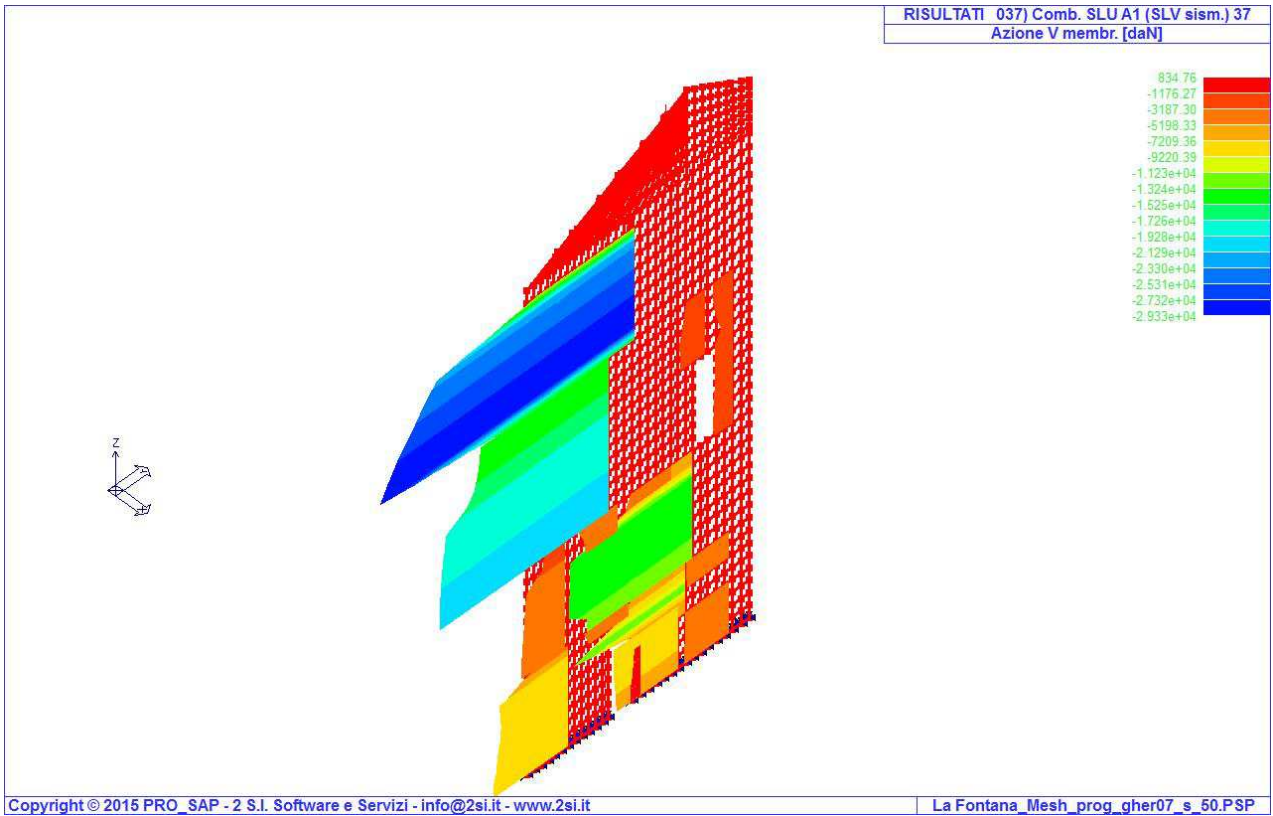 RISULTATI 037) Comb. SLU A1 (SLV sism.) 37
Azione V membr. [daN]
834.76
-1176.27
-3187.30
-5198.33
-7209.36
-9220.39
-1.123e+04
-1.324e+04
-1.525e+04
-1.726e+04
-1.928e+04
-2.129e+04
-2.330e+04
-2.531e+04
-2.732e+04
-2.933e+04
Z
Copyright © 2015 PRO_SAP - 2 S.I. Software e Servizi - info@2si.it - www.2si.it
La Fontana_Mesh_prog_gher07_s_50.PSP